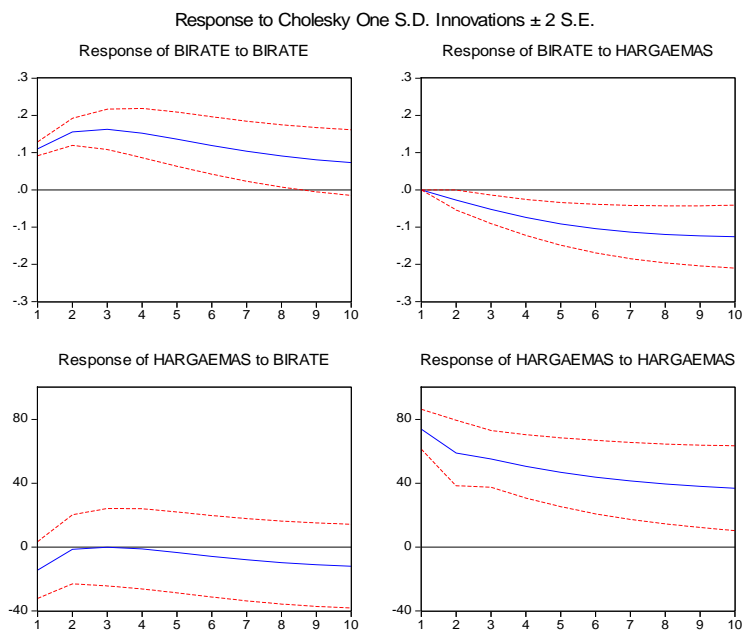 Response to Cholesky One S.D. Innovations ± 2 S.E.
Response of BIRATE to BIRATE
.3
.2
.1
.0
-.1
-.2
-.3
1 2 3 4 5 6 7 8 9 10
Response of BIRATE to HARGAEMAS
.3
.2
.1
.0
-.1
-.2
-.3
1 2 3 4 5 6 7 8 9 10
Response of HARGAEMAS to BIRATE
80
40
0
-40
1 2 3 4 5 6 7 8 9 10
Response of HARGAEMAS to HARGAEMAS
80
40
0
-40
1 2 3 4 5 6 7 8 9 10